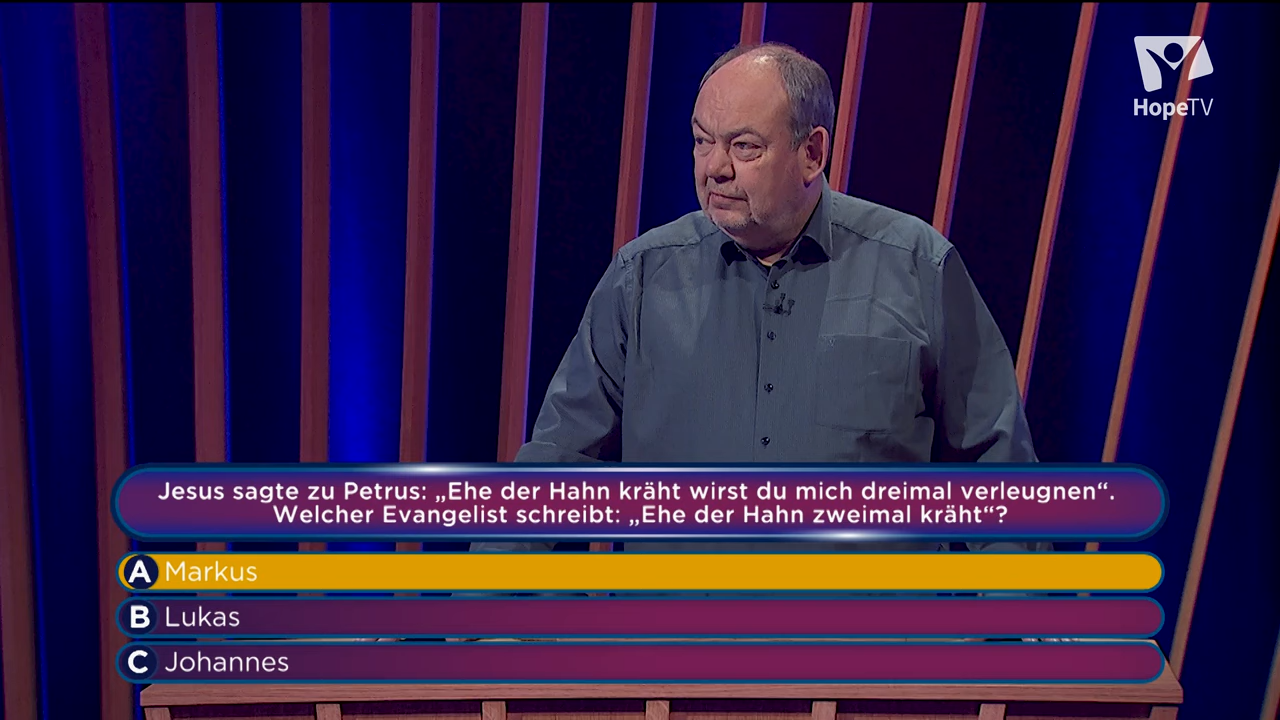 HopeTV
Jesus sagte zu Petrus: „Ehe der Hahn kräht wirst du mich dreimal verleugnen“.
Welcher Evangelist schreibt: „Ehe der Hahn zweimal kräht“?
A Markus
B Lukas
C Johannes